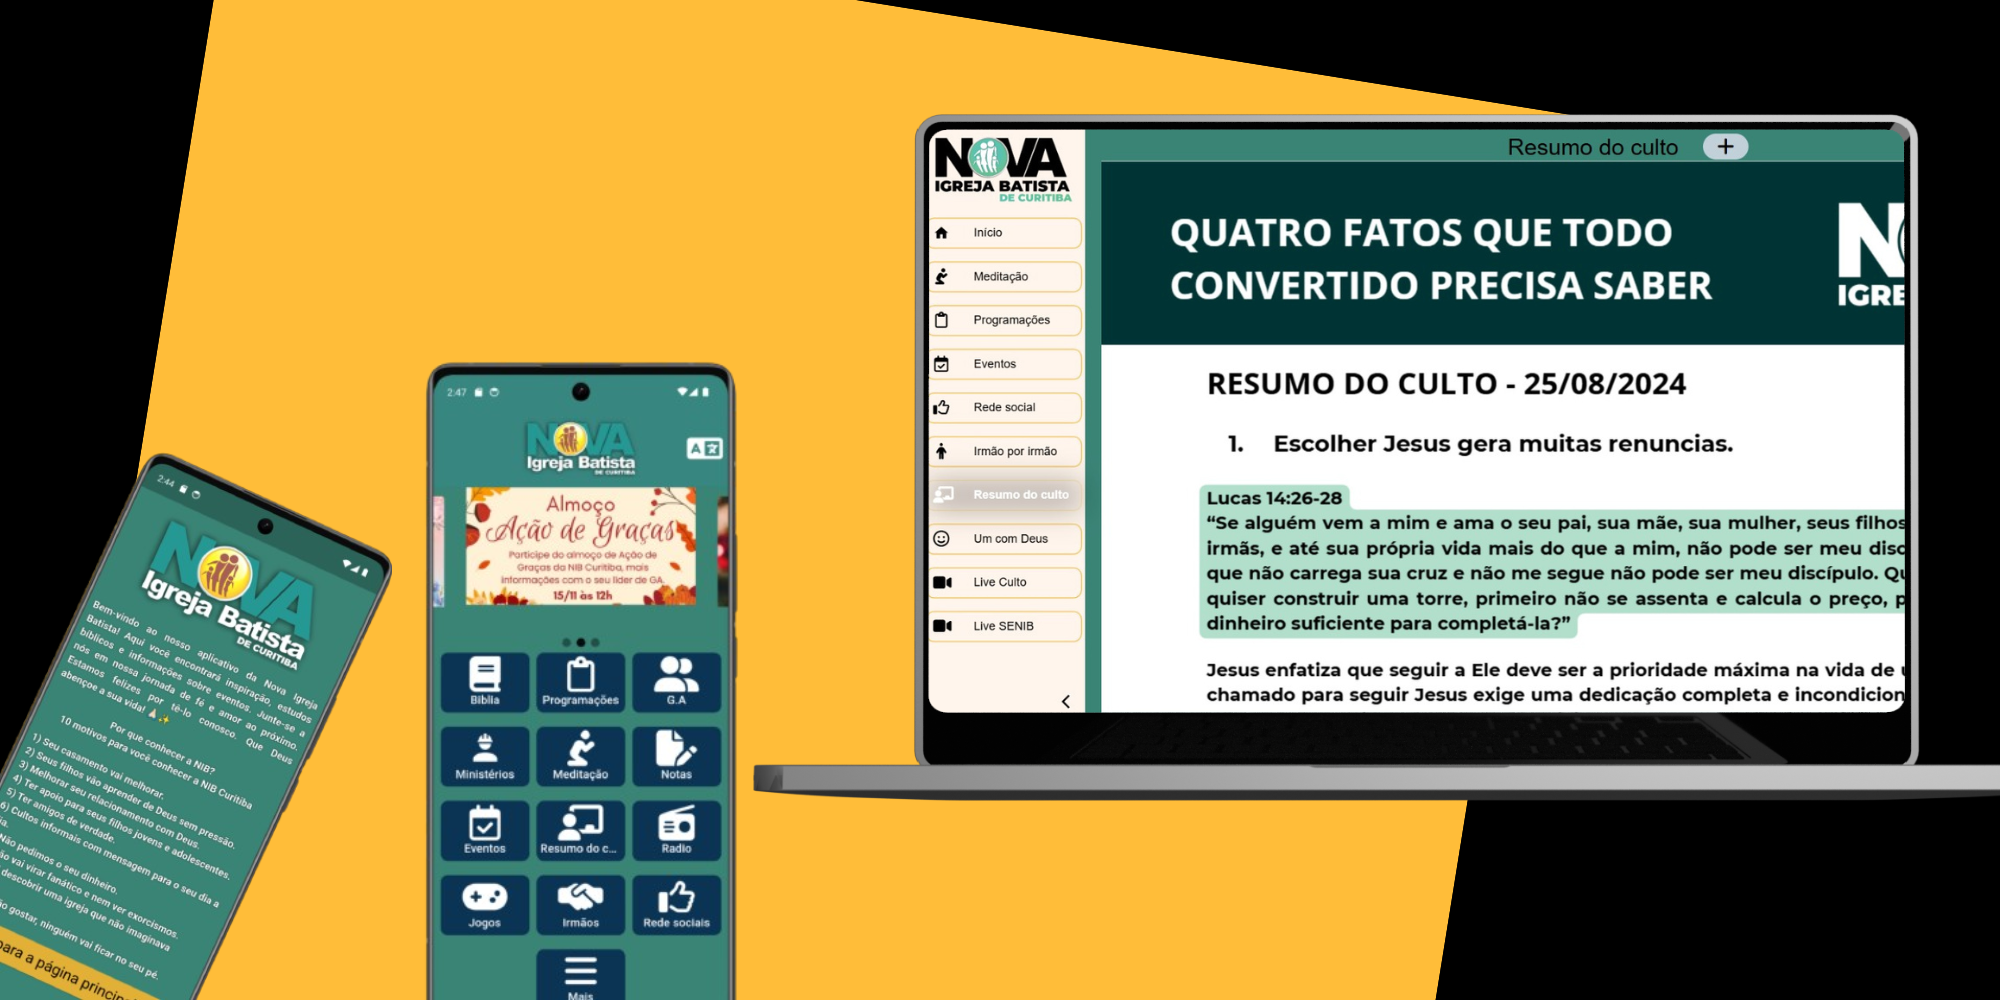 2:44
NOVA
Igreja Batista
DE CURITIBA
Bem-vindo ao nosso aplicativo da Nova Igreja
Batista! Aqui você encontrará inspiração, estudos
bíblicos e informações sobre eventos. Junte-se a
nós em nossa jornada de fé e amor ao próximo.
Estamos felizes por tê-lo conosco. Que Deus
abençoe a sua vida!
Por que conhecer a NIB?
10 motivos para você conhecer a NIB Curitiba
1) Seu casamento vai melhorar.
2) Seus filhos vão aprender de Deus sem pressão.
3) Melhorar seu relacionamento com Deus.
4) Ter apoio para seus filhos jovens e adolescentes.
5) Ter amigos de verdade.
6) Cultos informais com mensagem para o seu dia a
Não pedimos o seu dinheiro.
vai virar fanático e nem ver exorcismos.
descobrir uma igreja que não imaginava
gostar, ninguém vai ficar no seu pé.
para a página
2:47
NOVA
Igreja Batista
DE CURITIBA
A
Almoço
Ação de Graças
Participe do almoço de Ação de
Graças da NIB Curitiba, mais
informações com o seu líder de GA.
15/11 às 12h
Bíblia
Programações
G.A
Ministérios
Meditação
Notas
Eventos
Resumo do c...
Radio
Jogos
Irmãos
Rede sociais
Mais
NOVA
IGREJA BATISTA
DE CURITIBA
Início
Meditação
Programações
Eventos
Rede social
Irmão por irmão
Resumo do culto
Um com Deus
Live Culto
Live SENIB
Resumo do culto +
QUATRO FATOS QUE TODO
CONVERTIDO PRECISA SABER
N
IGRE
RESUMO DO CULTO - 25/08/2024
1. Escolher Jesus gera muitas renuncias.
Lucas 14:26-28
“Se alguém vem a mim e ama o seu pai, sua mãe, sua mulher, seus filhos
irmãs, e até sua própria vida mais do que a mim, não pode ser meu disc
que não carrega sua cruz e não me segue não pode ser meu discípulo. Qu
quiser construir uma torre, primeiro não se assenta e calcula o preço, p
dinheiro suficiente para completá-la?”
Jesus enfatiza que seguir a Ele deve ser a prioridade máxima na vida de
chamado para seguir Jesus exige uma dedicação completa e incondicion